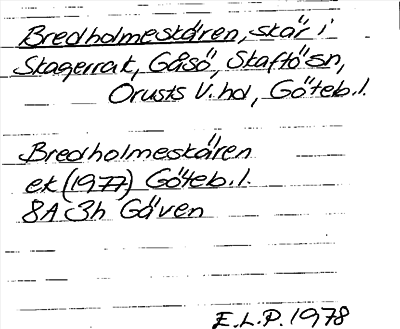 Bredholmeskären, skär i
Skagerrak, Gåsö, Skaftö sn,
Orusts V. hd, Göteb. l.
Bredholmeskären
ek (1977) Göteb. l.
8A 3h Gåven
E.L.P. 1978